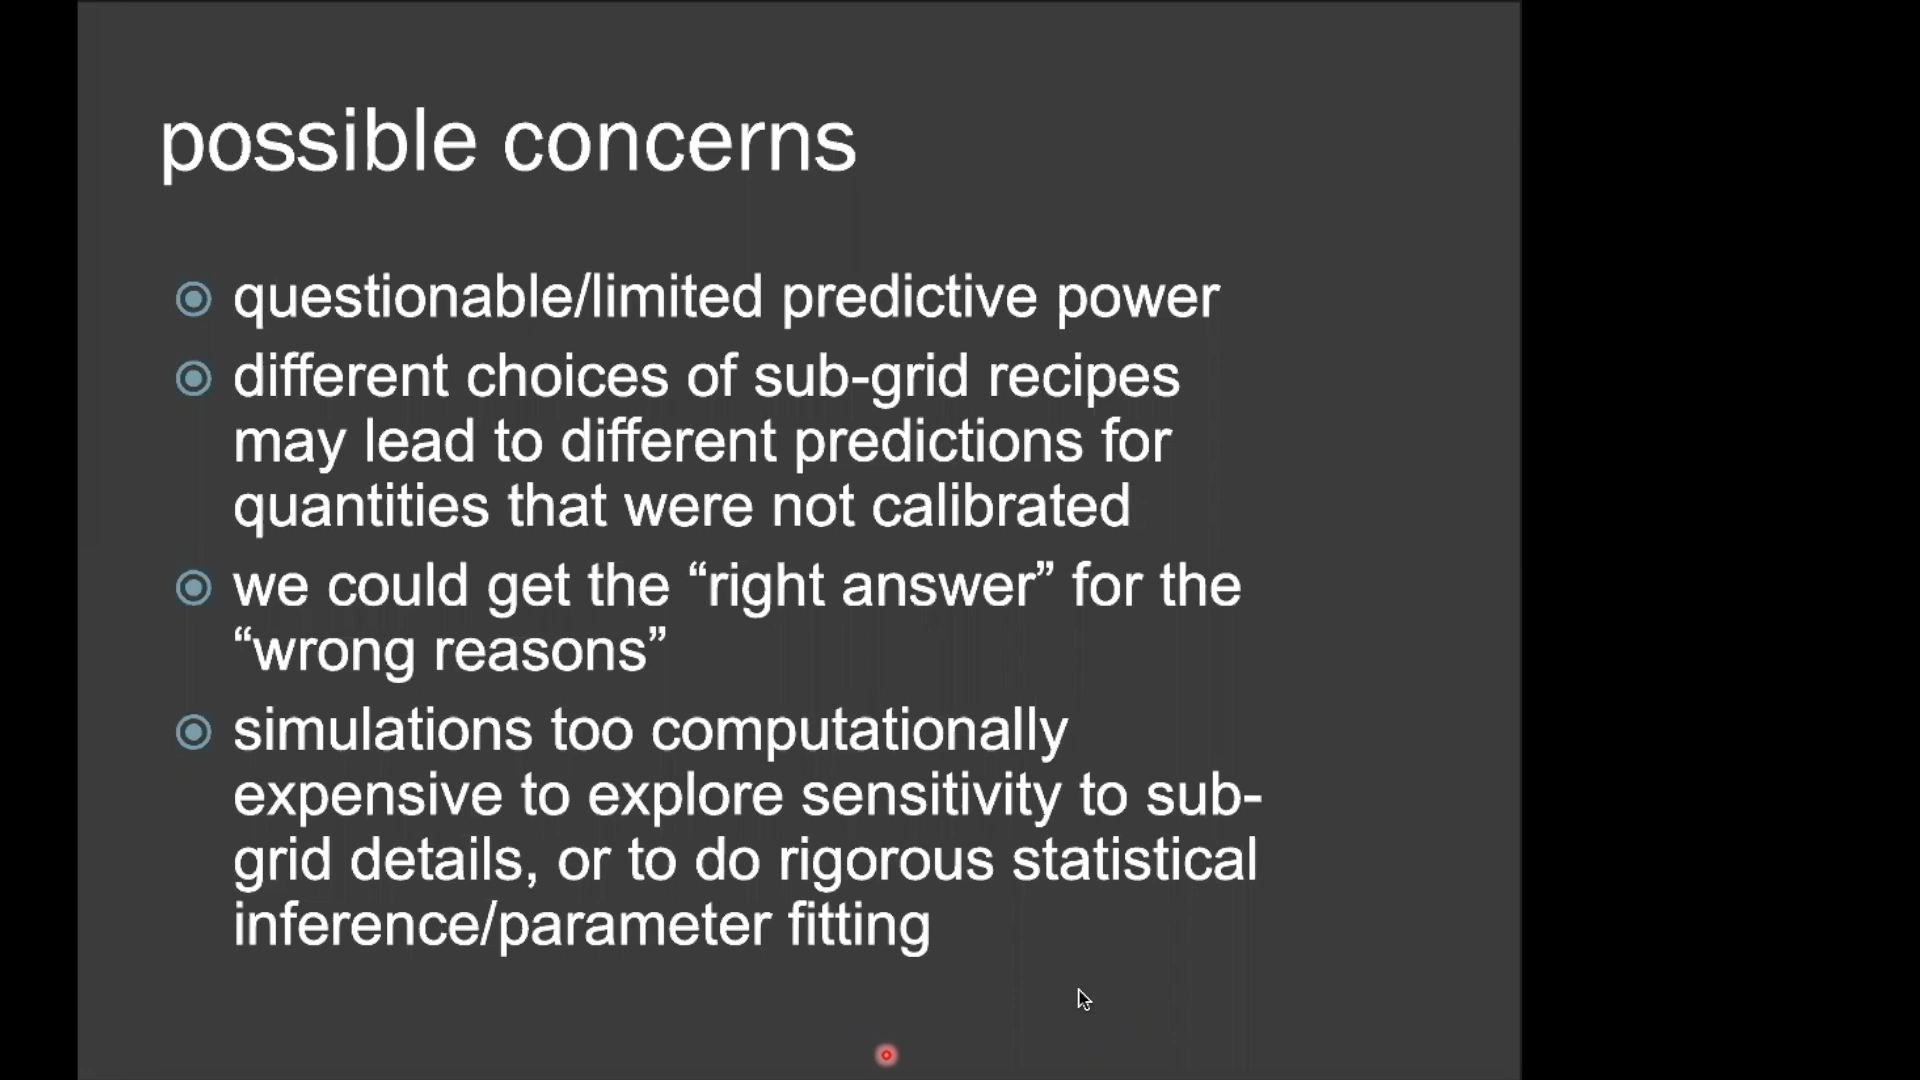 possible concerns
questionable/limited predictive power
different choices of sub-grid recipes
may lead to different predictions for
quantities that were not calibrated
we could get the “right answer” for the
“wrong reasons”
simulations too computationally
expensive to explore sensitivity to sub-
grid details, or to do rigorous statistical
inference/parameter fitting